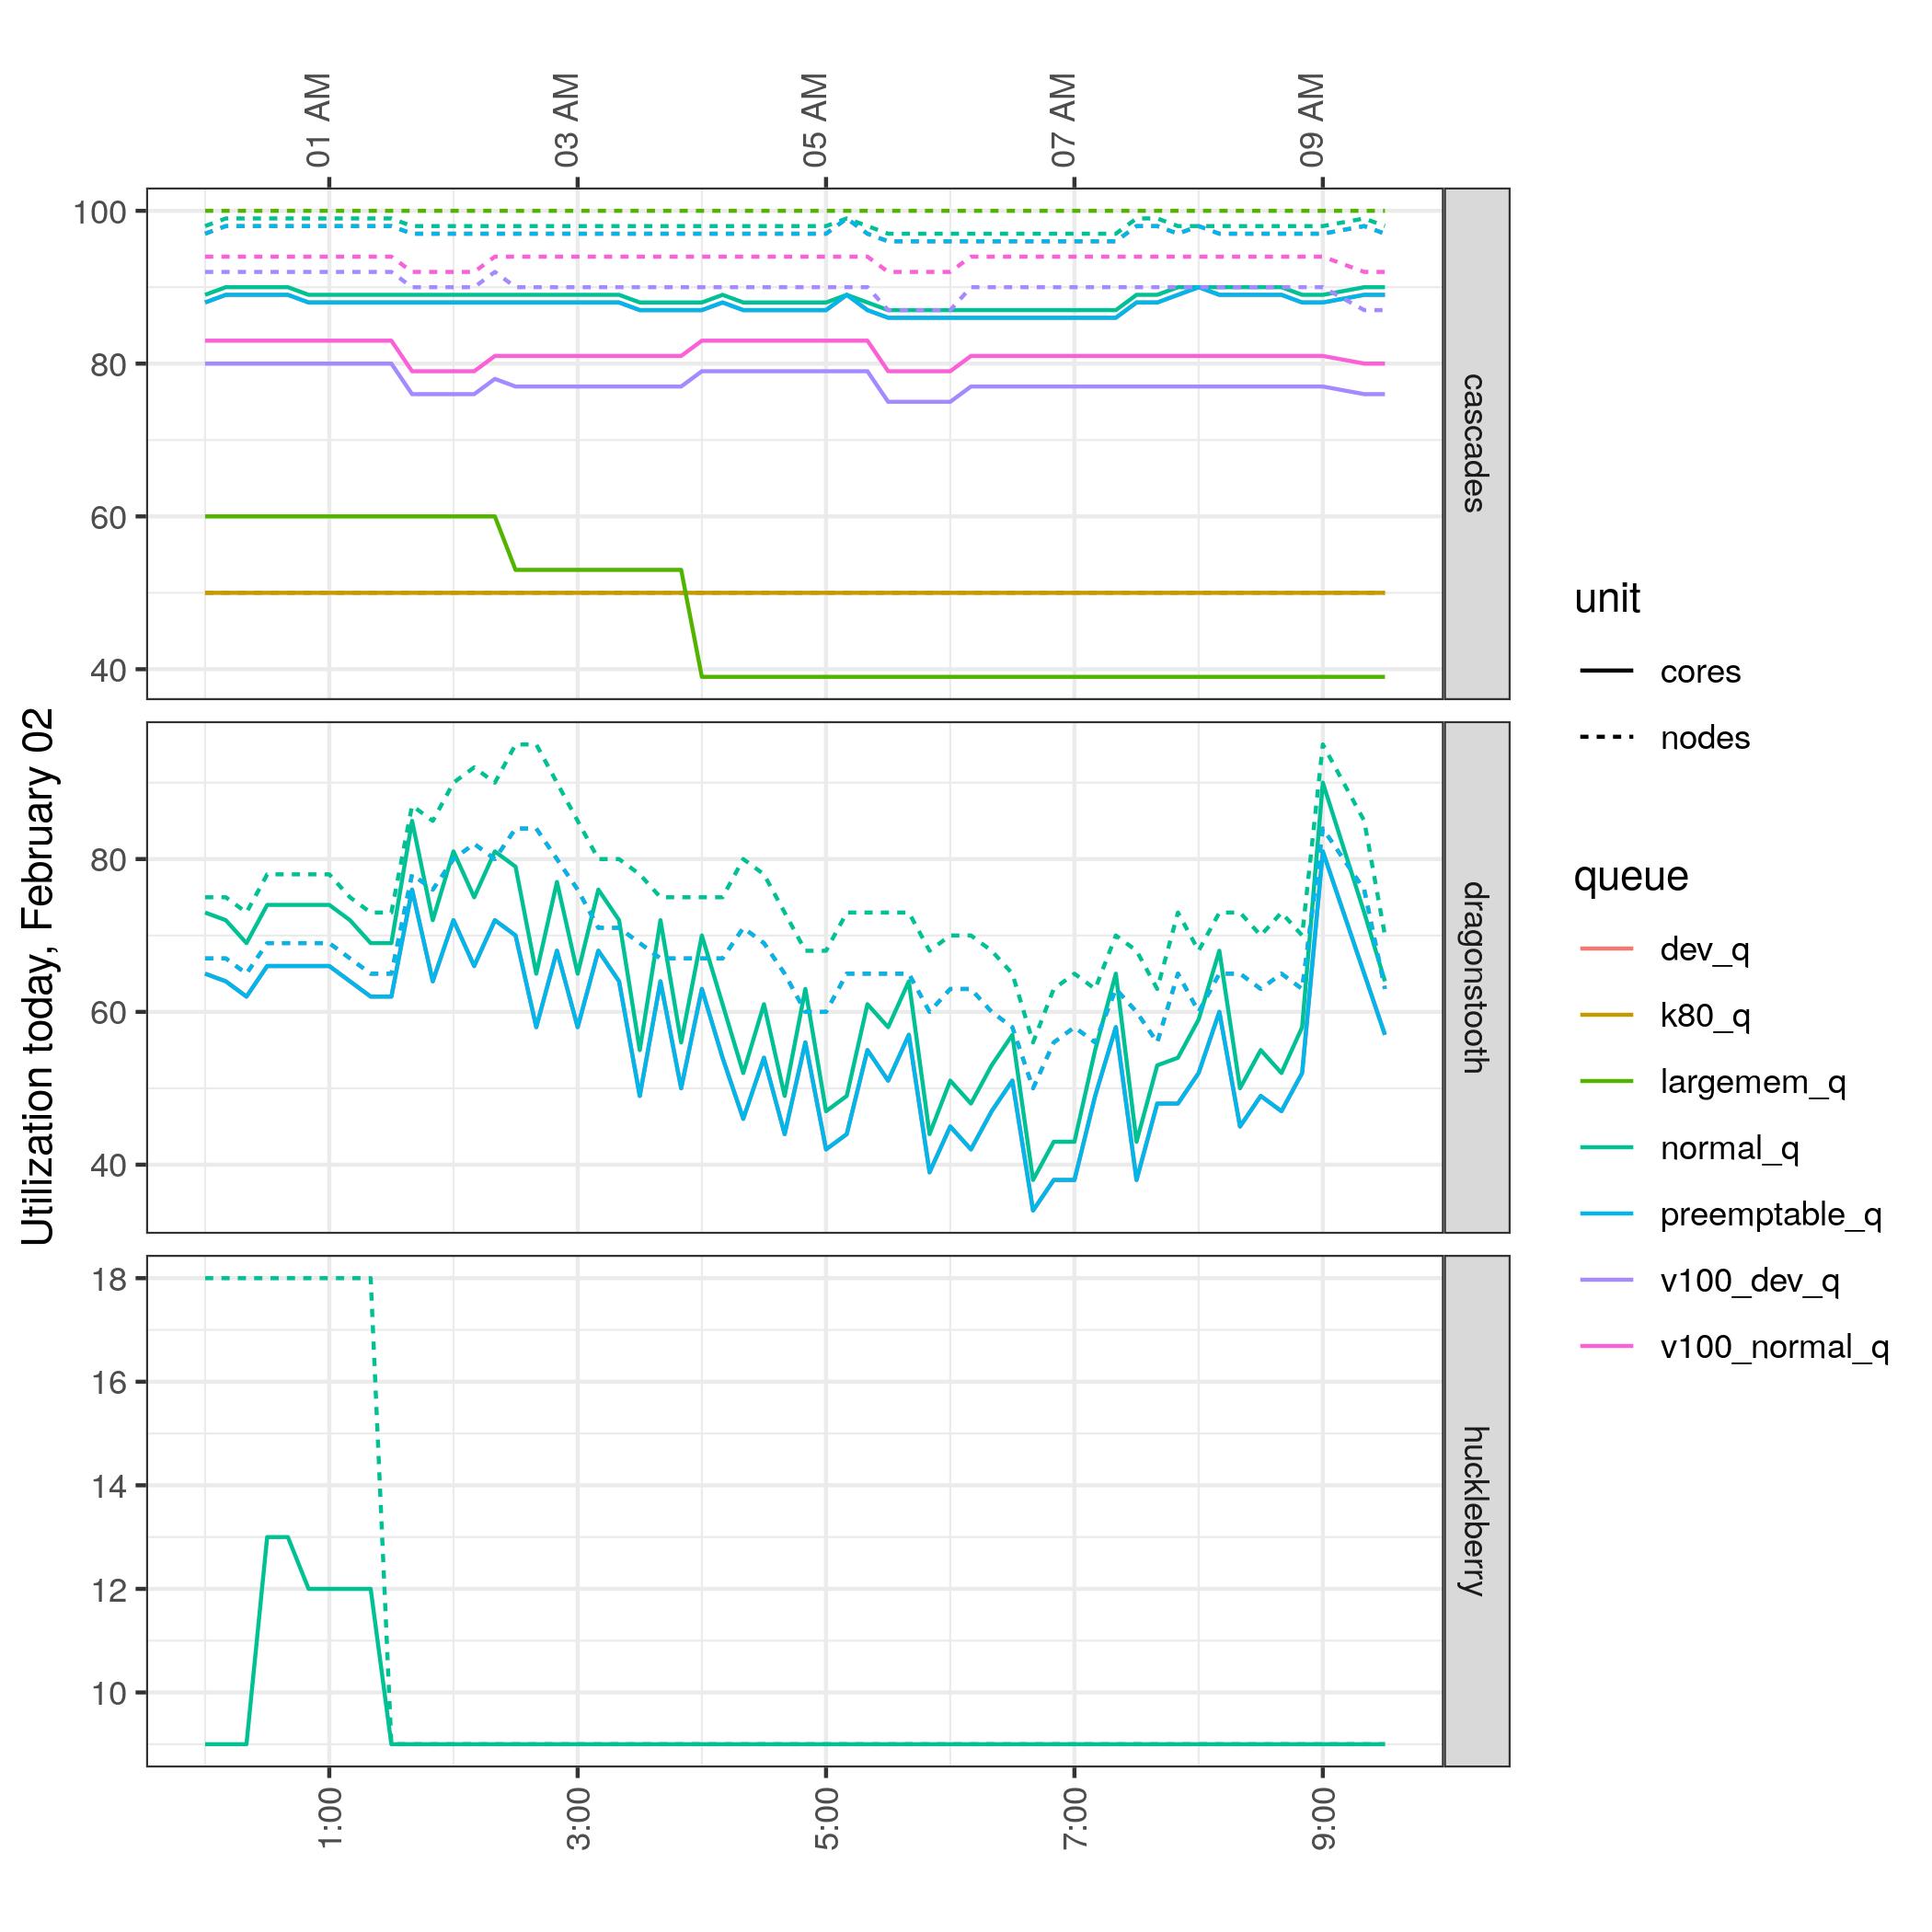 01 AM
03 AM
05 AM
07 AM
09 AM
100
80
60
40
cascades
80
60
40
dragonstooth
18
16
14
12
10
huckleberry
1:00
3:00
5:00
7:00
9:00
Utilization today, February 02
unit
cores
nodes
queue
dev_q
k80_q
largemem_q
normal_q
preemptable_q
v100_dev_q
v100_normal_q